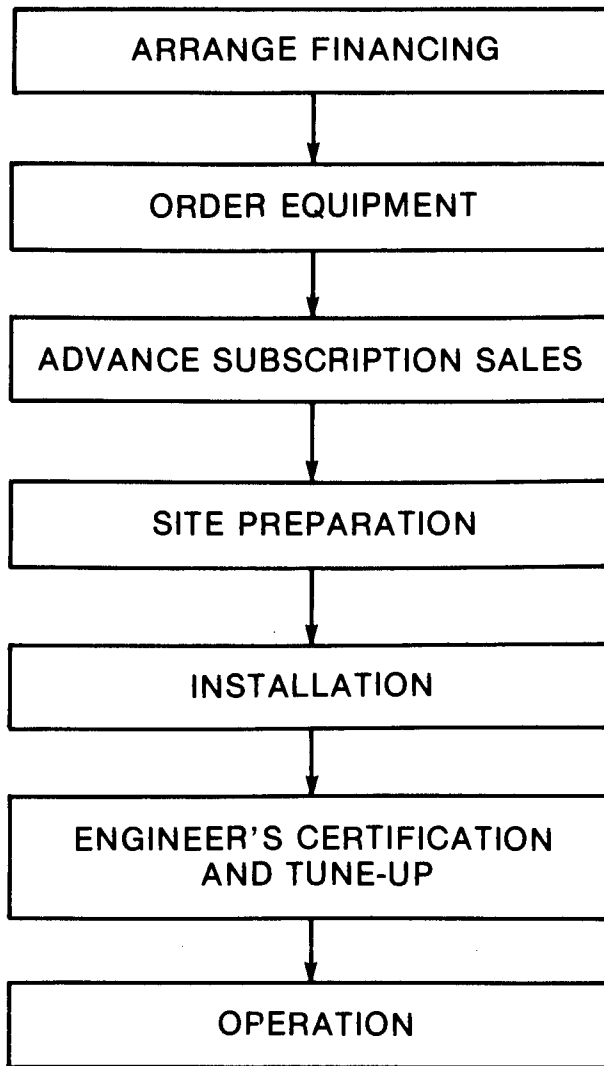 ARRANGE FINANCING
ORDER EQUIPMENT
ADVANCE SUBSCRIPTION SALES
SITE PREPARATION
INSTALLATION
ENGINEER'S CERTIFICATION
AND TUNE-UP
OPERATION